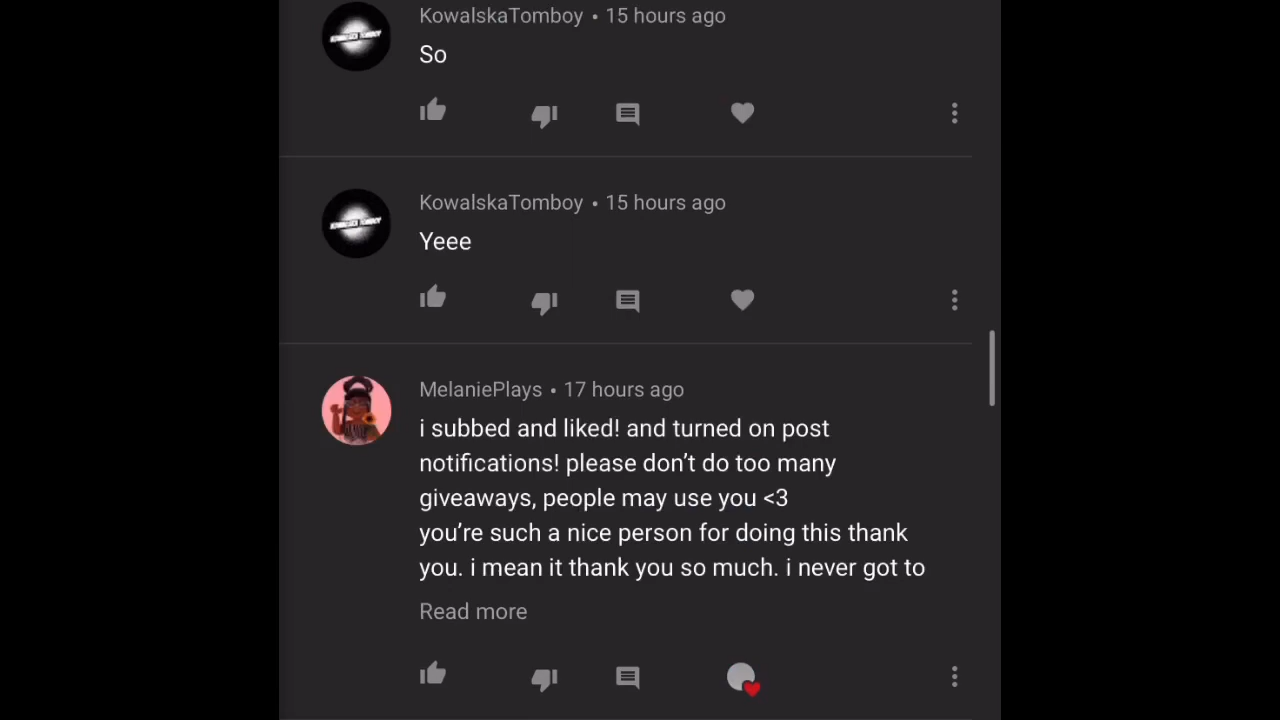 KowalskaTomboy • 15 hours ago
So
KowalskaTomboy • 15 hours ago
Yeee
MelaniePlays • 17 hours ago
i subbed and liked! and turned on post
notifications! please don’t do too many
giveaways, people may use you <3
you’re such a nice person for doing this thank
you. i mean it thank you so much. i never got to
Read more